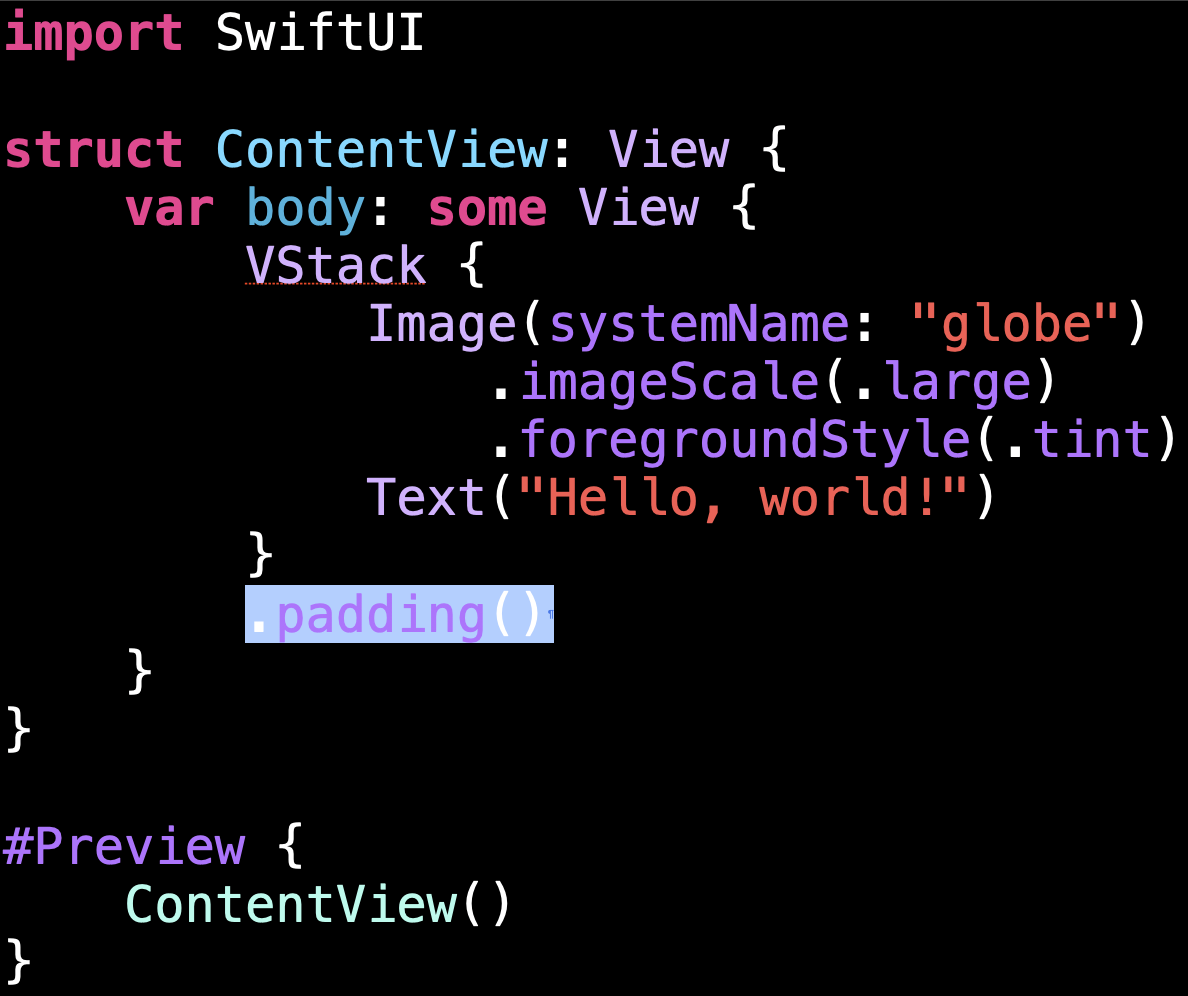 import SwiftUI

struct ContentView: View {
    var body: some View {
        VStack {
            Image(systemName: "globe")
                .imageScale(.large)
                .foregroundStyle(.tint)
            Text("Hello, world!")
        }
        .padding()¶
    }
}

#Preview {
    ContentView()
}